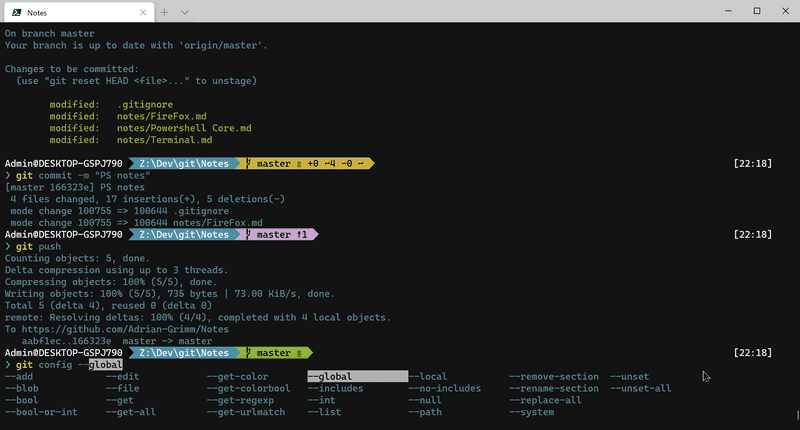 Notes
On branch master
Your branch is up to date with 'origin/master'.
Changes to be committed:
(use "git reset HEAD <file>..." to unstage)
modified: .gitignore
modified: notes/FireFox.md
modified: notes/Powershell Core.md
modified: notes/Terminal.md
Admin@DESKTOP-GSPJ790 Z:\Dev\git\Notes master ≡ +0 ~4 -0 ~ [22:18]
❯ git commit -m "PS notes"
[master 166323e] PS notes
4 files changed, 17 insertions(+), 5 deletions(-)
mode change 100755 => 100644 .gitignore
mode change 100755 => 100644 notes/FireFox.md
Admin@DESKTOP-GSPJ790 Z:\Dev\git\Notes master ↑1 [22:18]
❯ git push
Counting objects: 5, done.
Delta compression using up to 3 threads.
Compressing objects: 100% (5/5), done.
Writing objects: 100% (5/5), 735 bytes | 73.00 KiB/s, done.
Total 5 (delta 4), reused 0 (delta 0)
remote: Resolving deltas: 100% (4/4), completed with 4 local objects.
To https://github.com/Adrian-Grimm/Notes
aabf1ec..166323e master -> master
Admin@DESKTOP-GSPJ790 Z:\Dev\git\Notes master ≡ [22:18]
❯ git config --global
--add --edit --get-color --global --local --remove-section --unset
--blob --file --get-colorbool --includes --no-includes --rename-section --unset-all
--bool --get --get-regexp --int --null --replace-all
--bool-or-int --get-all --get-urlmatch --list --path --system